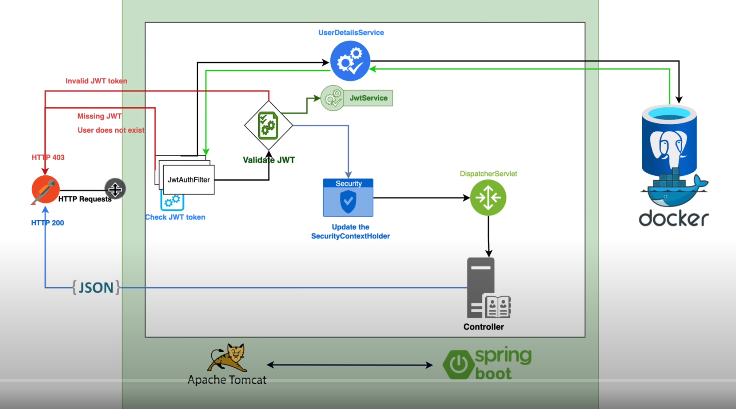 UserDetailsService
Invalid JWT token
JwtService
Missing JWT
User does not exist
Validate JWT
HTTP 403
JwtAuthFilter
DispatcherServlet
Security
HTTP Requests
docker
Check JWT token
HTTP 200
Update the
SecurityContextHolder
{JSON}
Controller
Apache Tomcat
spring
boot